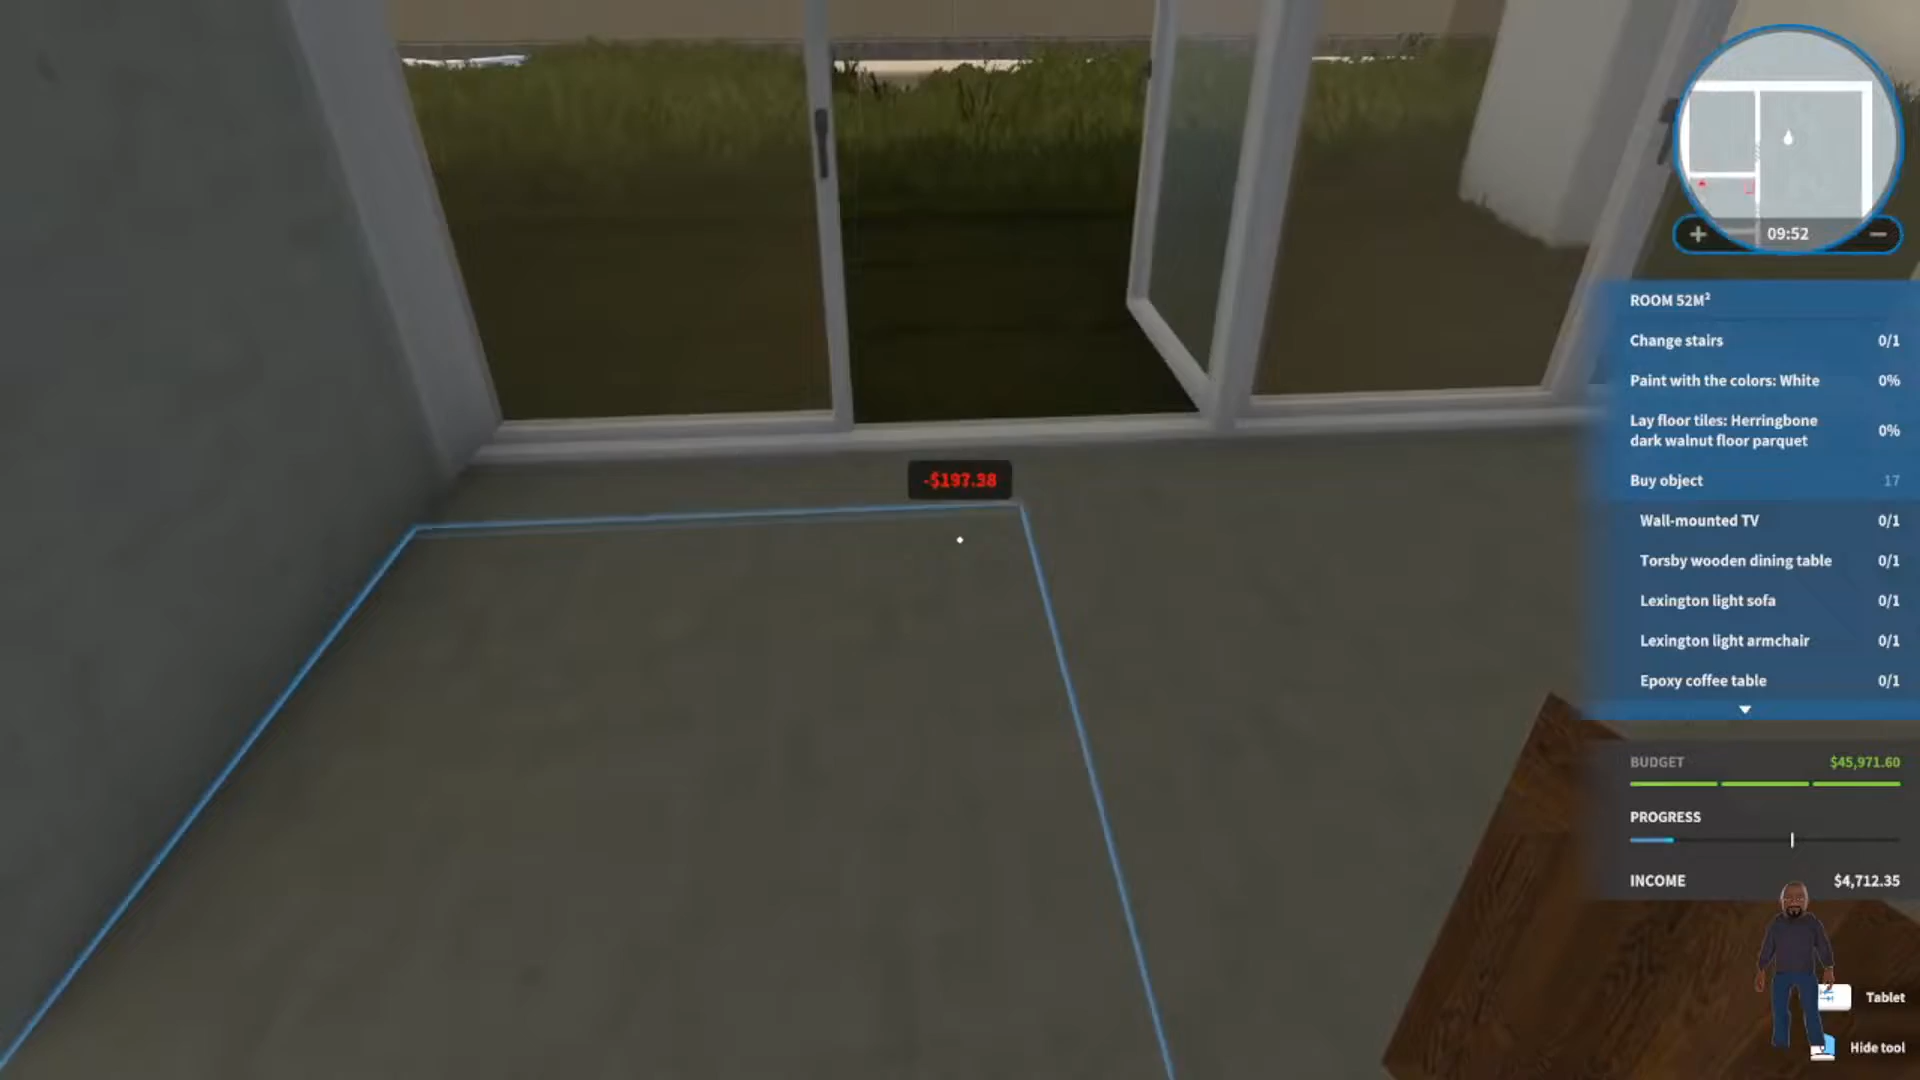 09:52
ROOM 52M²
Change stairs 0/1
Paint with the colors: White 0%
Lay floor tiles: Herringbone
dark walnut floor parquet 0%
Buy object 17
Wall-mounted TV 0/1
Torsby wooden dining table 0/1
Lexington light sofa 0/1
Lexington light armchair 0/1
Epoxy coffee table 0/1
-$197.38
BUDGET $45,971.60
PROGRESS
INCOME $4,712.35
Tablet
Hide tool